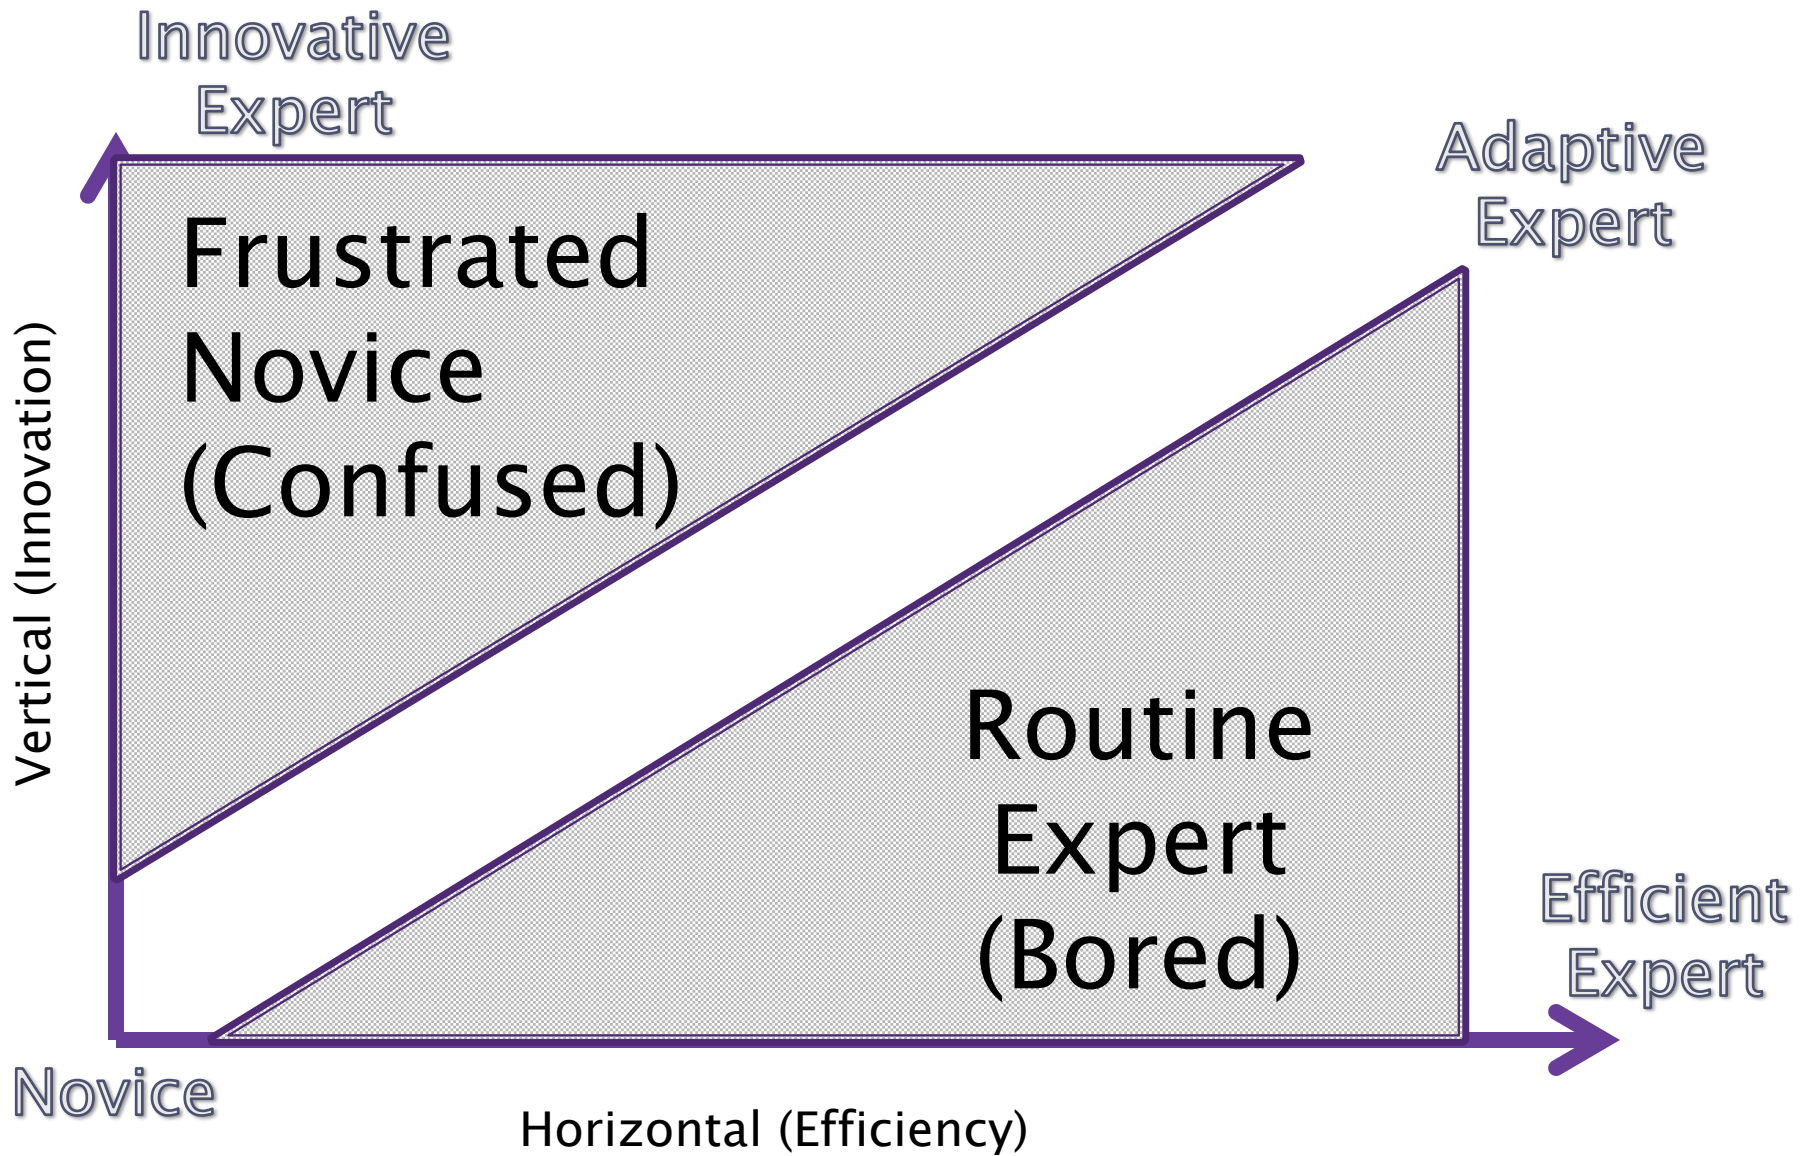 Innovative
Expert
Adaptive
Expert
Frustrated
Novice
(Confused)
Vertical (Innovation)
Routine
Expert
(Bored)
Efficient
Expert
Novice
Horizontal (Efficiency)